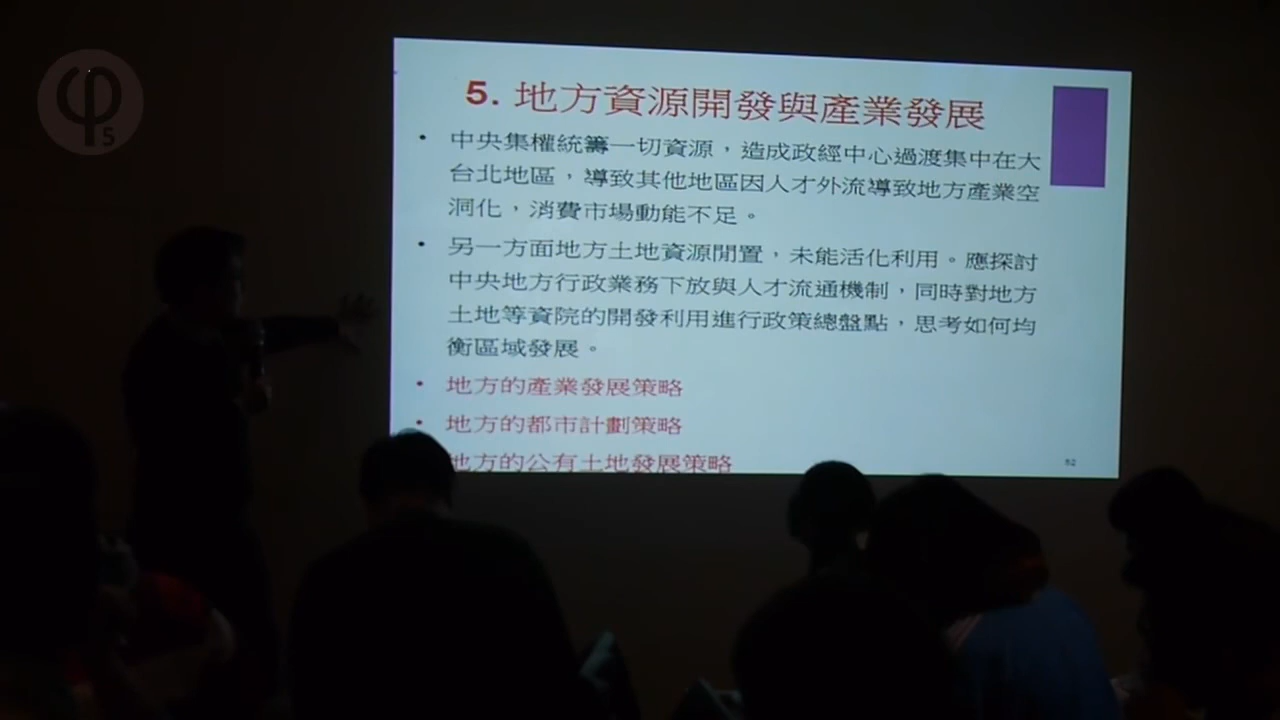 φ5
5. 地方資源開發與產業發展
• 中央集權統籌一切資源，造成政經中心過渡集中在大
台北地區，導致其他地區因人才外流導致地方產業空
洞化，消費市場動能不足。
• 另一方面地方土地資源閒置，未能活化利用。應探討
中央地方行政業務下放與人才流通機制，同時對地方
土地等資院的開發利用進行政策總盤點，思考如何均
衡區域發展。
• 地方的產業發展策略
• 地方的都市計劃策略
地方的公有土地發展策略
52